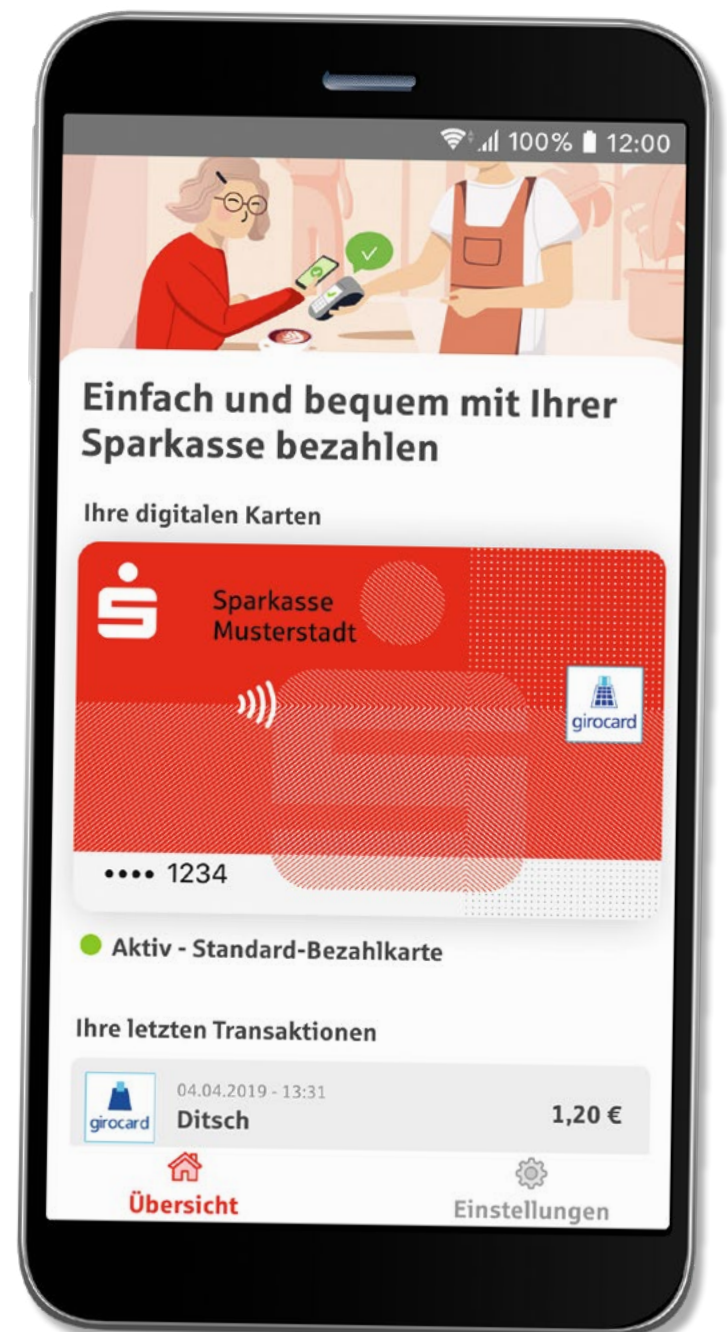 100% 12:00
Einfach und bequem mit Ihrer
Sparkasse bezahlen
Ihre digitalen Karten
Sparkasse
Musterstadt
girocard
•••• 1234
Aktiv - Standard-Bezahlkarte
Ihre letzten Transaktionen
04.04.2019 - 13:31
girocard Ditsch 1,20 €
Übersicht Einstellungen